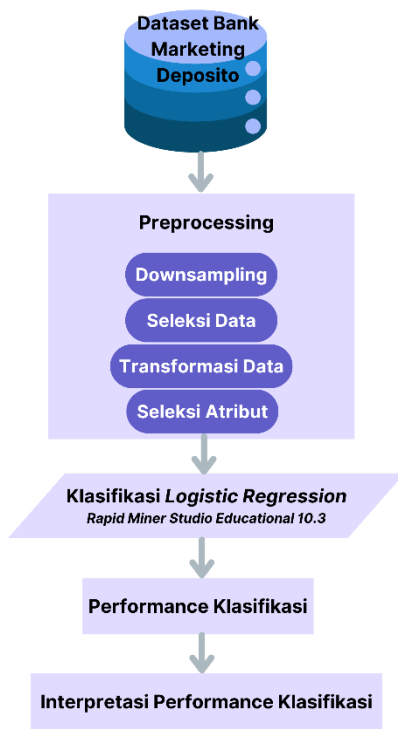 Dataset Bank
Marketing
Deposito
Preprocessing
Downsampling
Seleksi Data
Transformasi Data
Seleksi Atribut
Klasifikasi Logistic Regression
Rapid Miner Studio Educational 10.3
Performance Klasifikasi
Interpretasi Performance Klasifikasi